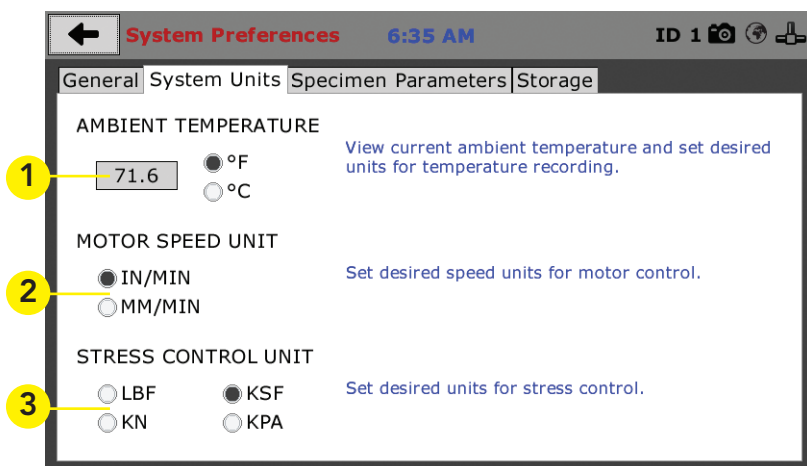 System Preferences 6:35 AM ID 1
General System Units Specimen Parameters Storage
AMBIENT TEMPERATURE
View current ambient temperature and set desired
units for temperature recording.
1 71.6 °F
°C
MOTOR SPEED UNIT
2 IN/MIN Set desired speed units for motor control.
MM/MIN
STRESS CONTROL UNIT
3 LBF KSF Set desired units for stress control.
KN KPA